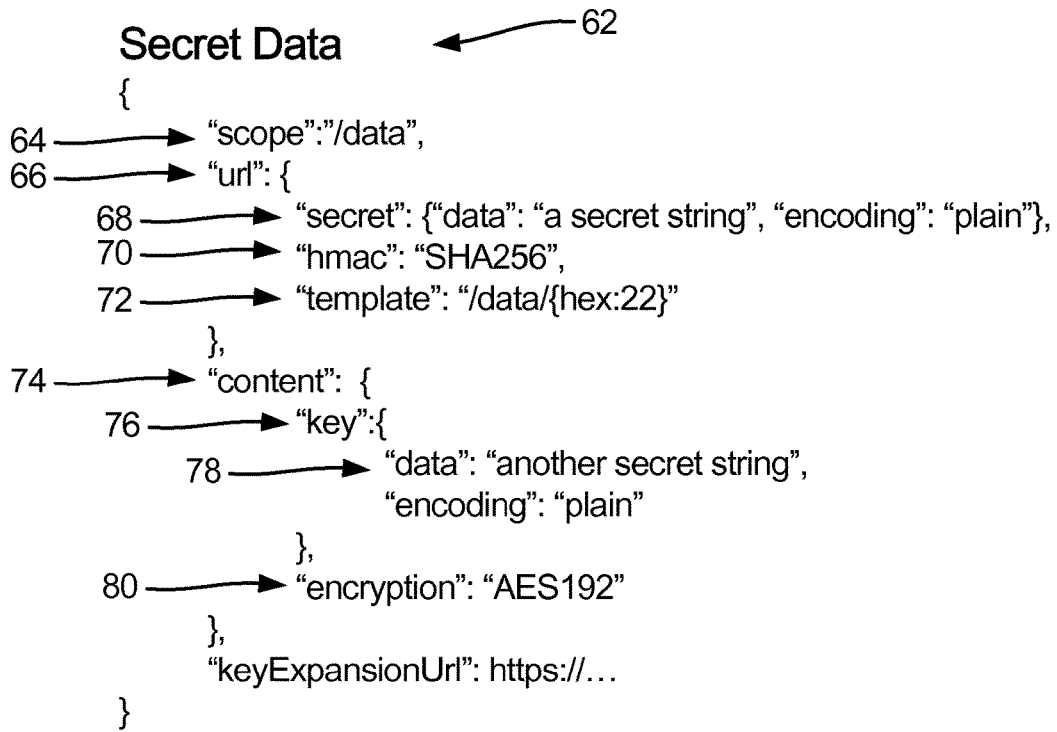 Secret Data 62
{
64 “scope”:”/data”,
66 “url”: {
68 “secret”: {“data”: “a secret string”, “encoding”: “plain”},
70 “hmac”: “SHA256”,
72 “template”: “/data/{hex:22}”
},
74 “content”: {
76 “key”:{
78 “data”: “another secret string”,
“encoding”: “plain”
},
80 “encryption”: “AES192”
},
“keyExpansionUrl”: https://…
}